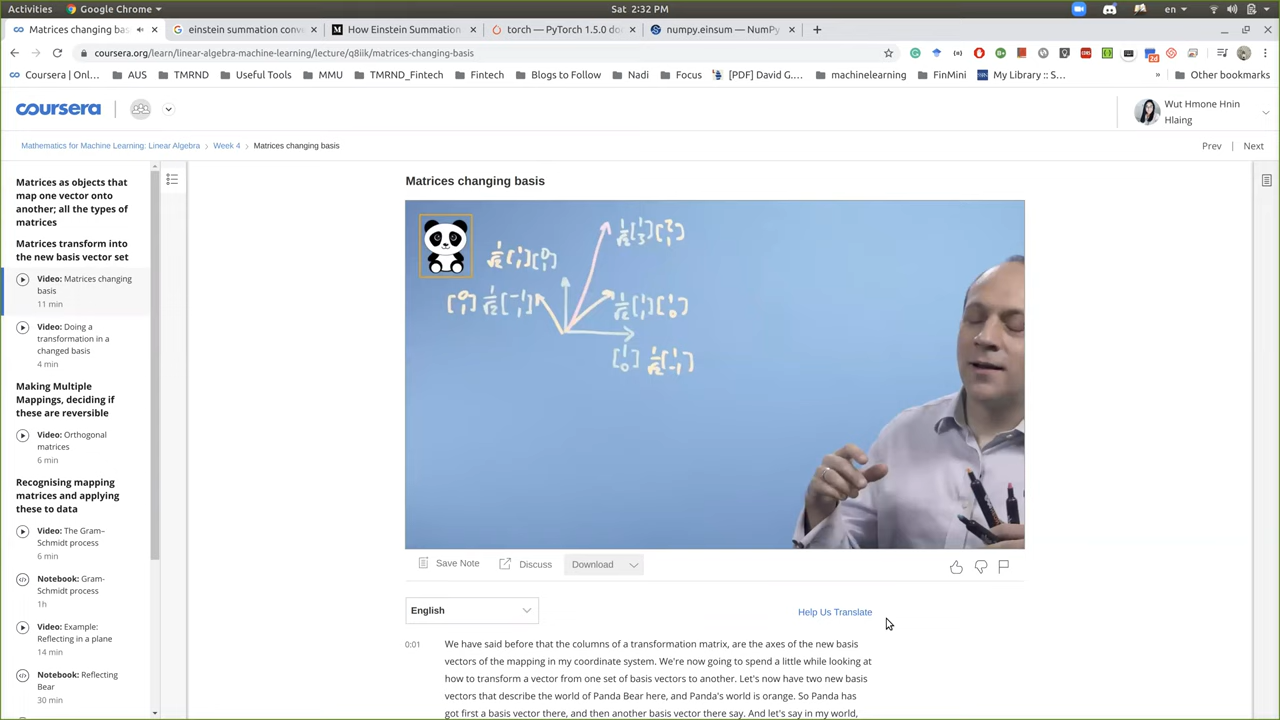 Activities
Google Chrome
Sat 2:32 PM
en
Matrices changing basis
einstein summation conv
How Einstein Summation
torch — PyTorch 1.5.0 do
numpy.einsum — NumPy
coursera.org/learn/linear-algebra-machine-learning/lecture/q8iik/matrices-changing-basis
Coursera | Onl...
AUS
TMRND
Useful Tools
MMU
TMRND_Fintech
Fintech
Blogs to Follow
Nadi
Focus
[PDF] David G....
machinelearning
FinMini
My Library :: S...
»
Other bookmarks
coursera
Wut Hmone Hnin
Hlaing
Mathematics for Machine Learning: Linear Algebra › Week 4 › Matrices changing basis
Prev | Next
Matrices as objects that
map one vector onto
another; all the types of
matrices
Matrices transform into
the new basis vector set
Video: Matrices changing
basis
11 min
Video: Doing a
transformation in a
changed basis
4 min
Making Multiple
Mappings, deciding if
these are reversible
Video: Orthogonal
matrices
6 min
Recognising mapping
matrices and applying
these to data
Video: The Gram–
Schmidt process
6 min
Notebook: Gram-
Schmidt process
1h
Video: Example:
Reflecting in a plane
14 min
Notebook: Reflecting
Bear
30 min
Matrices changing basis
Save Note
Discuss
Download
English
Help Us Translate
0:01
We have said before that the columns of a transformation matrix, are the axes of the new basis
vectors of the mapping in my coordinate system. We're now going to spend a little while looking at
how to transform a vector from one set of basis vectors to another. Let's now have two new basis
vectors that describe the world of Panda Bear here, and Panda's world is orange. So Panda has
got first a basis vector there, and then another basis vector there say. And let's say in my world,